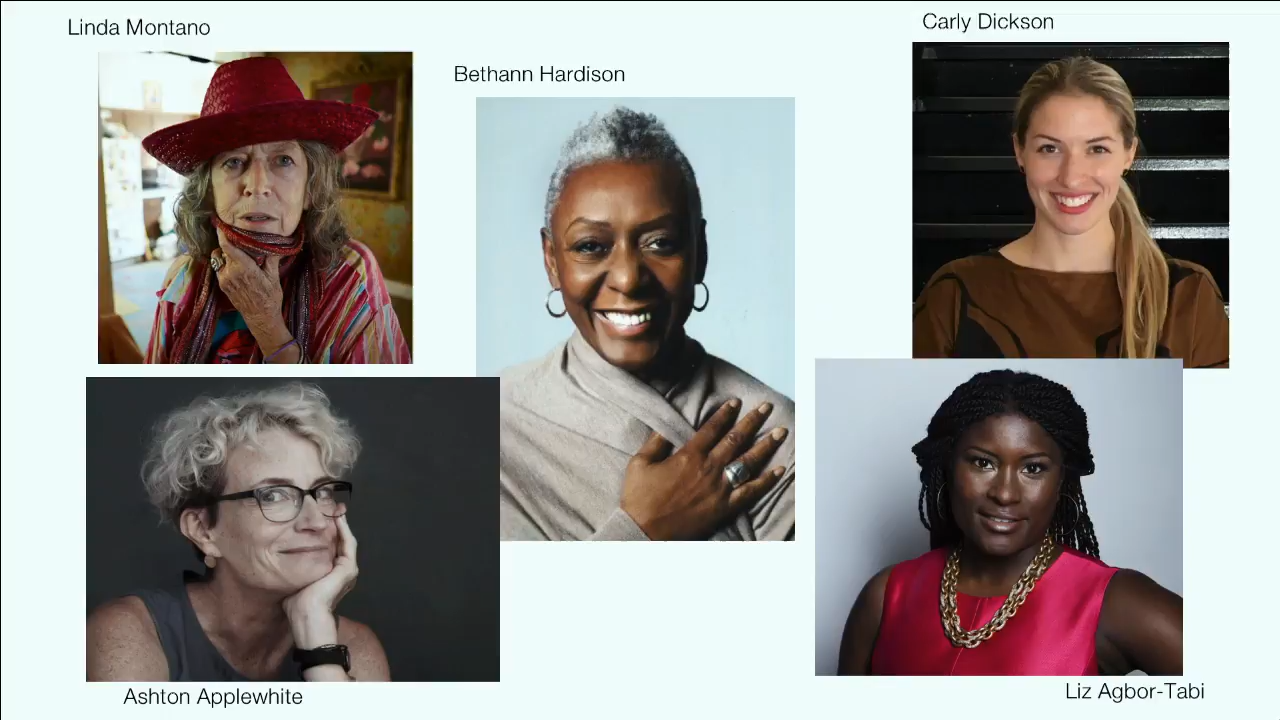 Linda Montano
Bethann Hardison
Carly Dickson
Ashton Applewhite
Liz Agbor-Tabi